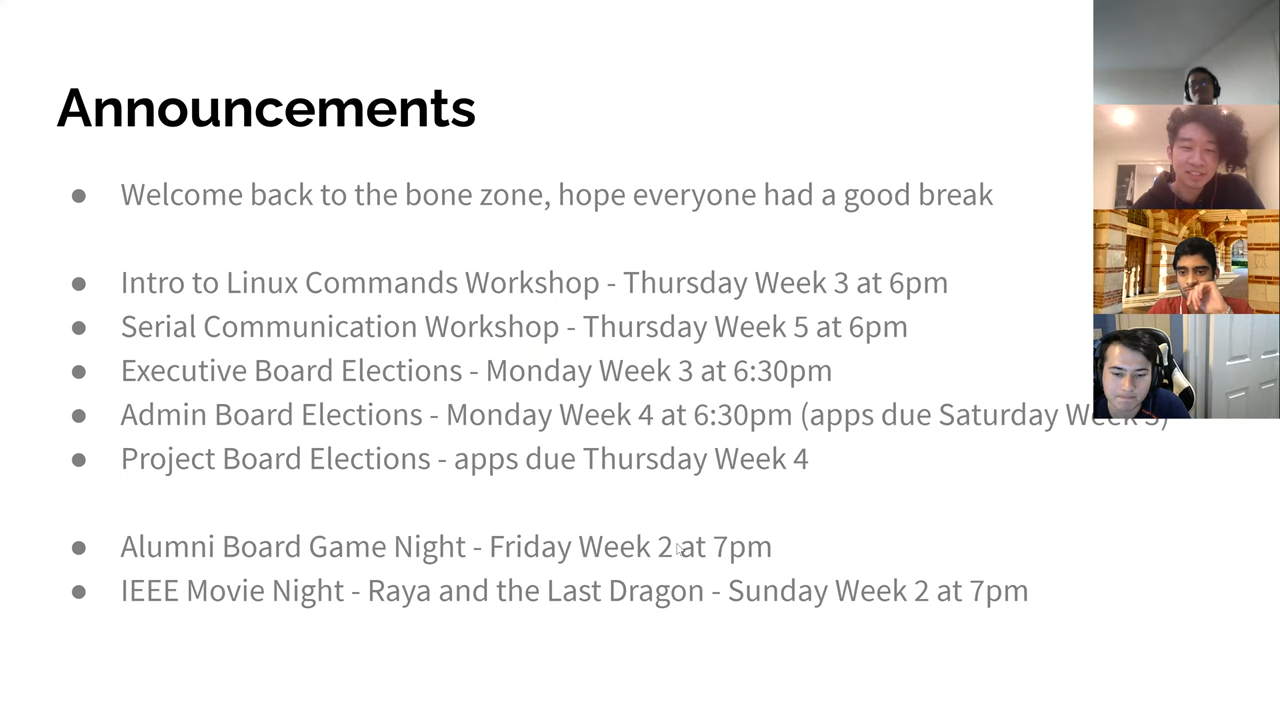 Announcements
● Welcome back to the bone zone, hope everyone had a good break
● Intro to Linux Commands Workshop - Thursday Week 3 at 6pm
● Serial Communication Workshop - Thursday Week 5 at 6pm
● Executive Board Elections - Monday Week 3 at 6:30pm
● Admin Board Elections - Monday Week 4 at 6:30pm (apps due Saturday Week 3)
● Project Board Elections - apps due Thursday Week 4
● Alumni Board Game Night - Friday Week 2 at 7pm
● IEEE Movie Night - Raya and the Last Dragon - Sunday Week 2 at 7pm